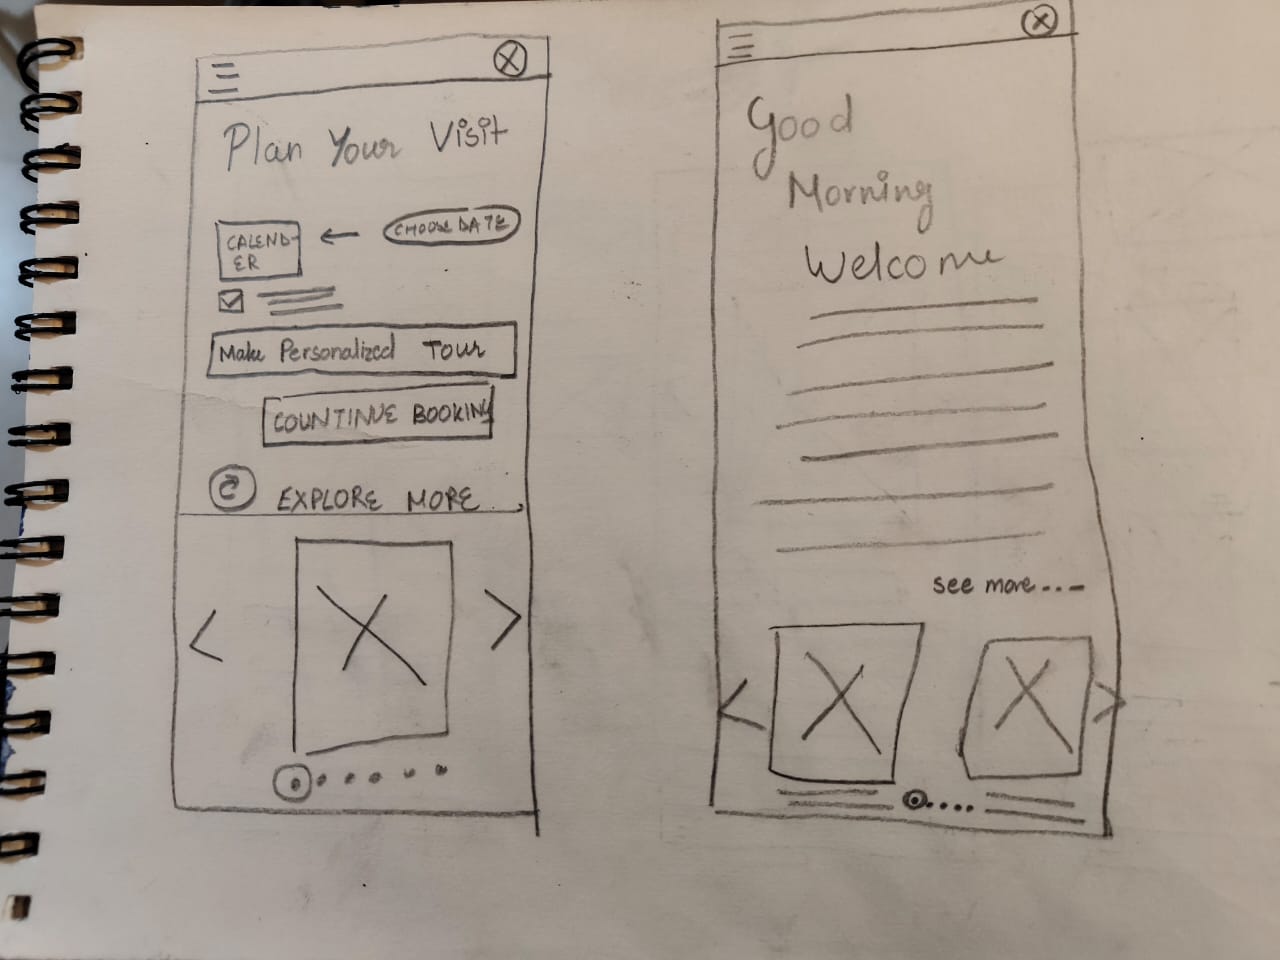 Plan Your Visit
CALEND-
ER
CHOOSE DATE
Make Personalized Tour
COUNTINUE BOOKING
EXPLORE MORE
Good
Morning
Welcome
see more...-